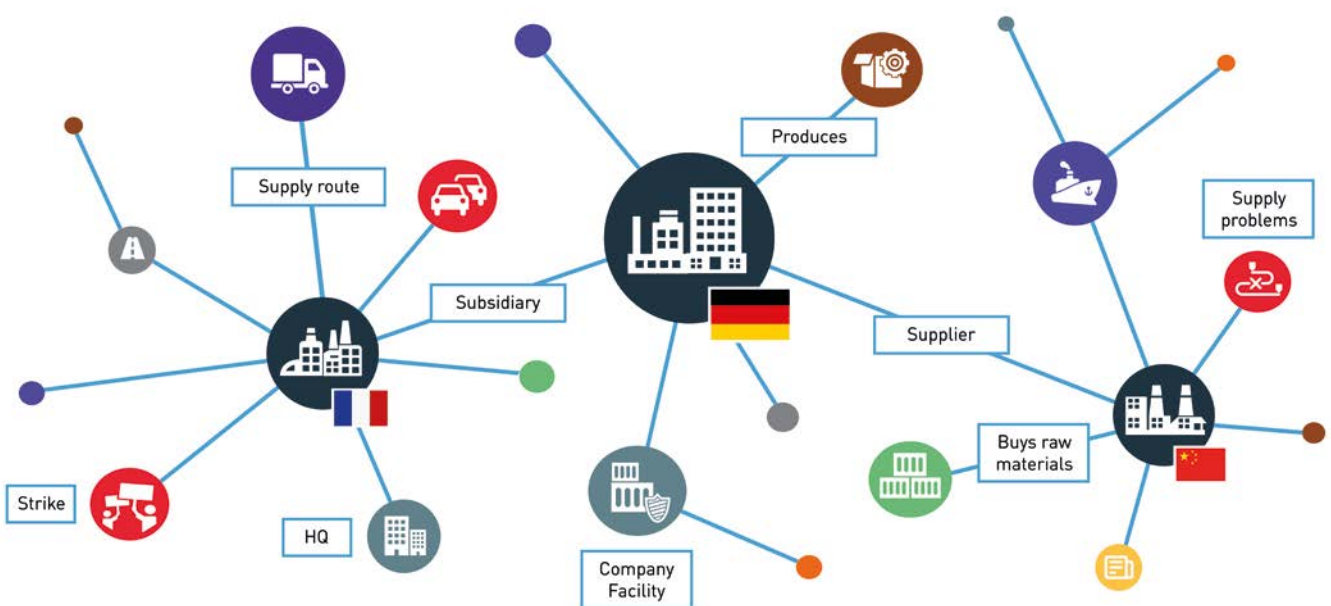 Produces
Supply route
Supply
problems
Subsidiary
Supplier
Buys raw
materials
Strike
HQ
Company
Facility